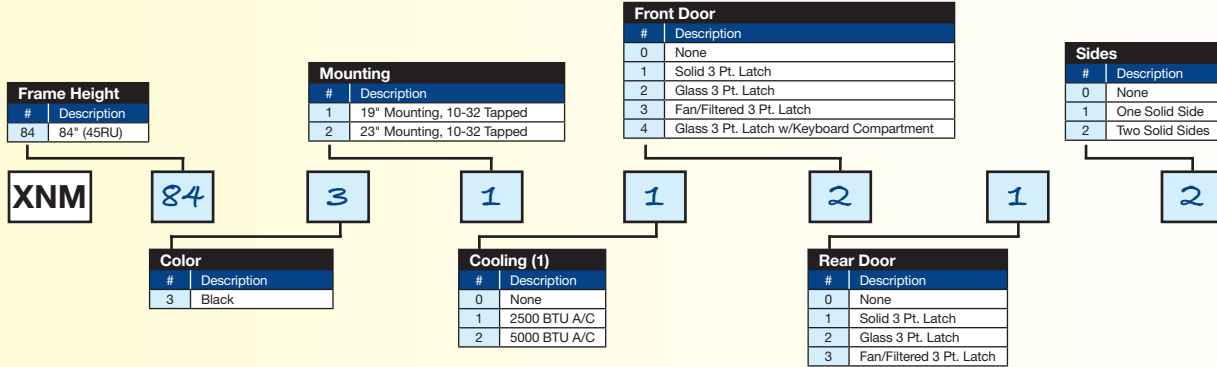 Frame Height
# Description
84 84" (45RU)
Mounting
# Description
1 19" Mounting, 10-32 Tapped
2 23" Mounting, 10-32 Tapped
Front Door
# Description
0 None
1 Solid 3 Pt. Latch
2 Glass 3 Pt. Latch
3 Fan/Filtered 3 Pt. Latch
4 Glass 3 Pt. Latch w/Keyboard Compartment
Sides
# Description
0 None
1 One Solid Side
2 Two Solid Sides
XNM 84 3 1 1 2 1 2
Color
# Description
3 Black
Cooling (1)
# Description
0 None
1 2500 BTU A/C
2 5000 BTU A/C
Rear Door
# Description
0 None
1 Solid 3 Pt. Latch
2 Glass 3 Pt. Latch
3 Fan/Filtered 3 Pt. Latch